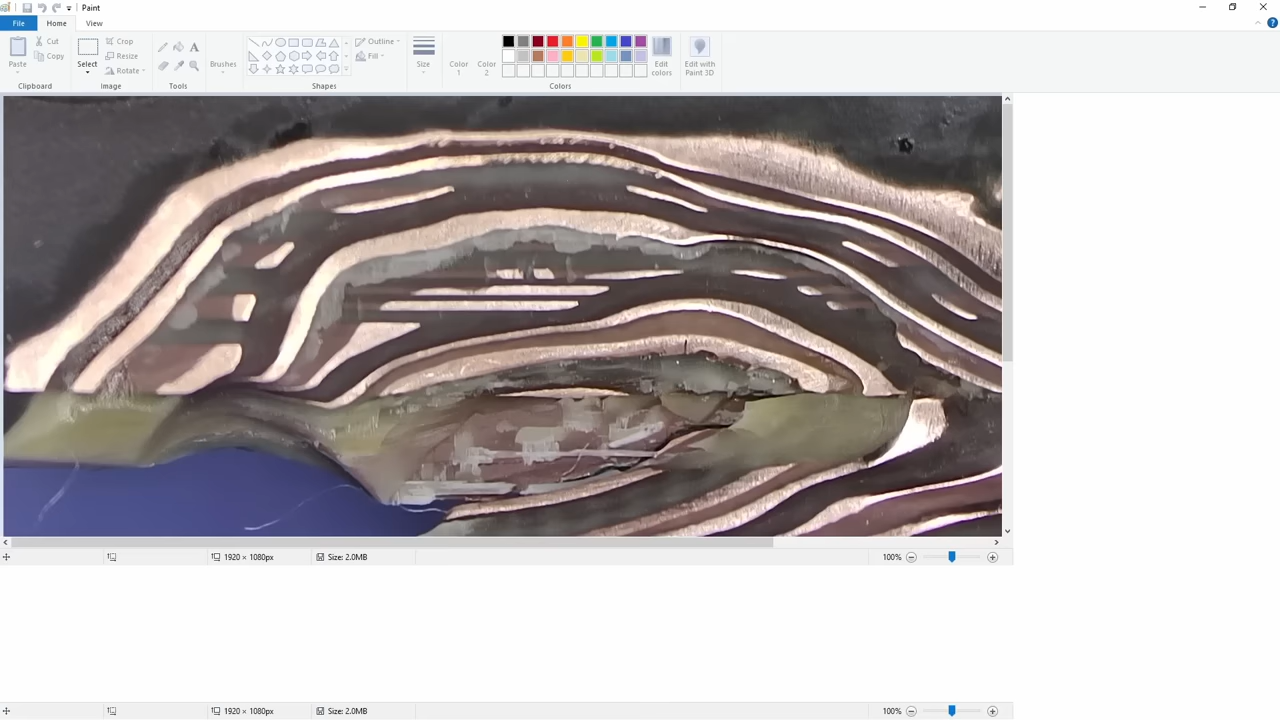 Paint
File
Home
View
Paste
Cut
Copy
Clipboard
Select
Crop
Resize
Rotate
Image
A
Tools
Brushes
Outline
Fill
Shapes
Size
Color
1
Color
2
Edit
colors
Colors
Edit with
Paint 3D
1920 × 1080px
Size: 2.0MB
100%
1920 × 1080px
Size: 2.0MB
100%